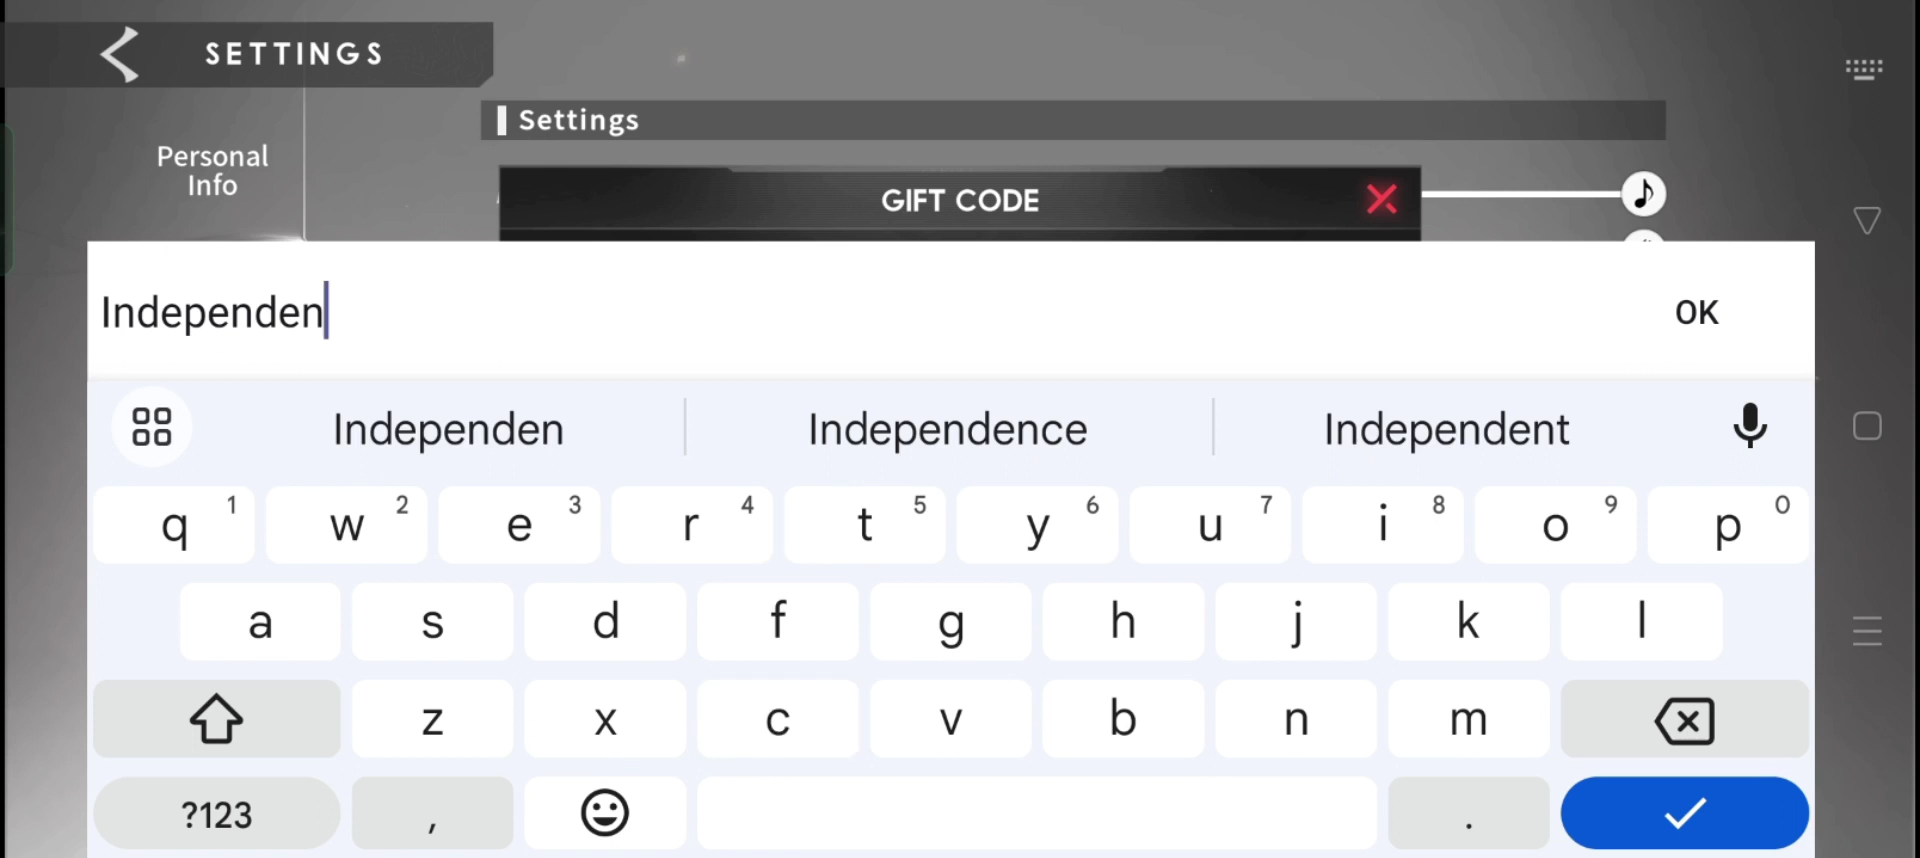 SETTINGS
Settings
Personal
Info
GIFT CODE
Independen
OK
Independen Independence Independent
q 1 w 2 e 3 r 4 t 5 y 6 u 7 i 8 o 9 p 0
a s d f g h j k l
z x c v b n m
?123 , .